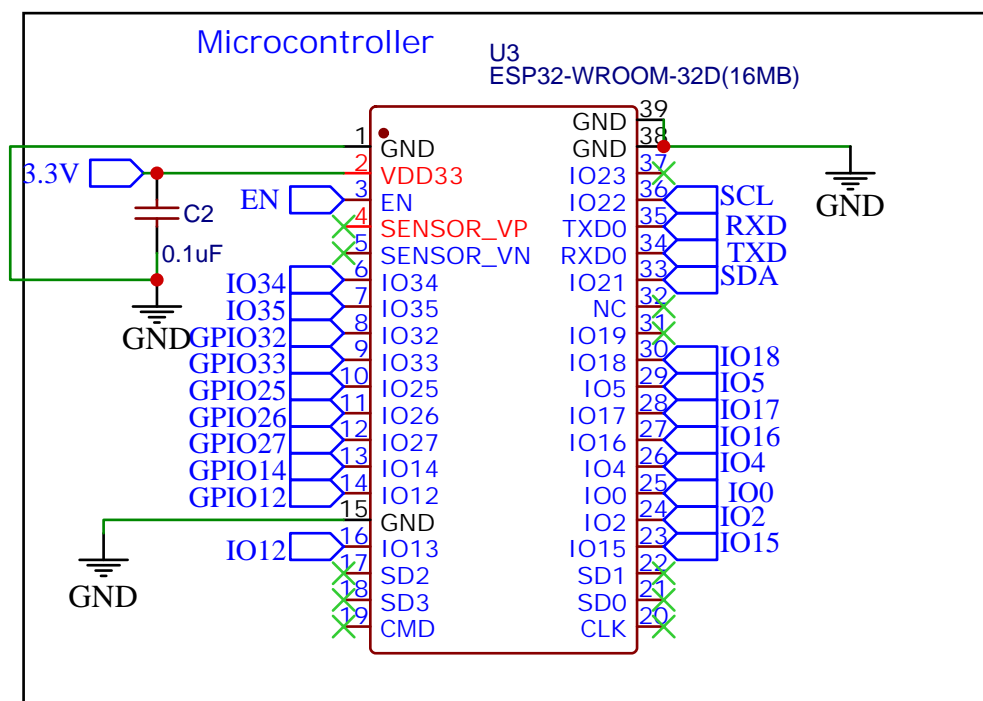 Microcontroller
U3
ESP32-WROOM-32D(16MB)
1 GND
3.3V 2 VDD33
EN 3 EN
4 SENSOR_VP
5 SENSOR_VN
IO34 6 IO34
IO35 7 IO35
GPIO32 8 IO32
GPIO33 9 IO33
GPIO25 10 IO25
GPIO26 11 IO26
GPIO27 12 IO27
GPIO14 13 IO14
GPIO12 14 IO12
15 GND
IO12 16 IO13
17 SD2
18 SD3
19 CMD
C2
0.1uF
GND
GND
GND 39
GND 38
IO23 37
IO22 36 SCL
TXD0 35 RXD
RXD0 34 TXD
IO21 33 SDA
NC 32
IO19 31
IO18 30 IO18
IO5 29 IO5
IO17 28 IO17
IO16 27 IO16
IO4 26 IO4
IO0 25 IO0
IO2 24 IO2
IO15 23 IO15
SD1 22
SD0 21
CLK 20
GND